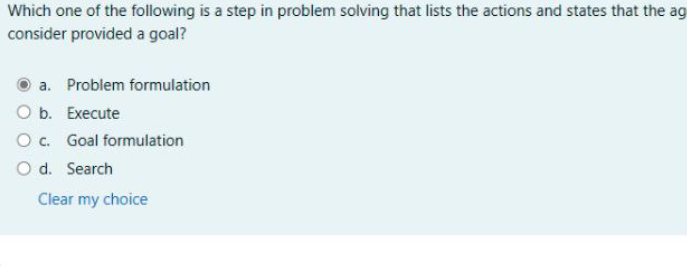 Which one of the following is a step in problem solving that lists the actions and states that the ag
consider provided a goal?
a. Problem formulation
b. Execute
c. Goal formulation
d. Search
Clear my choice